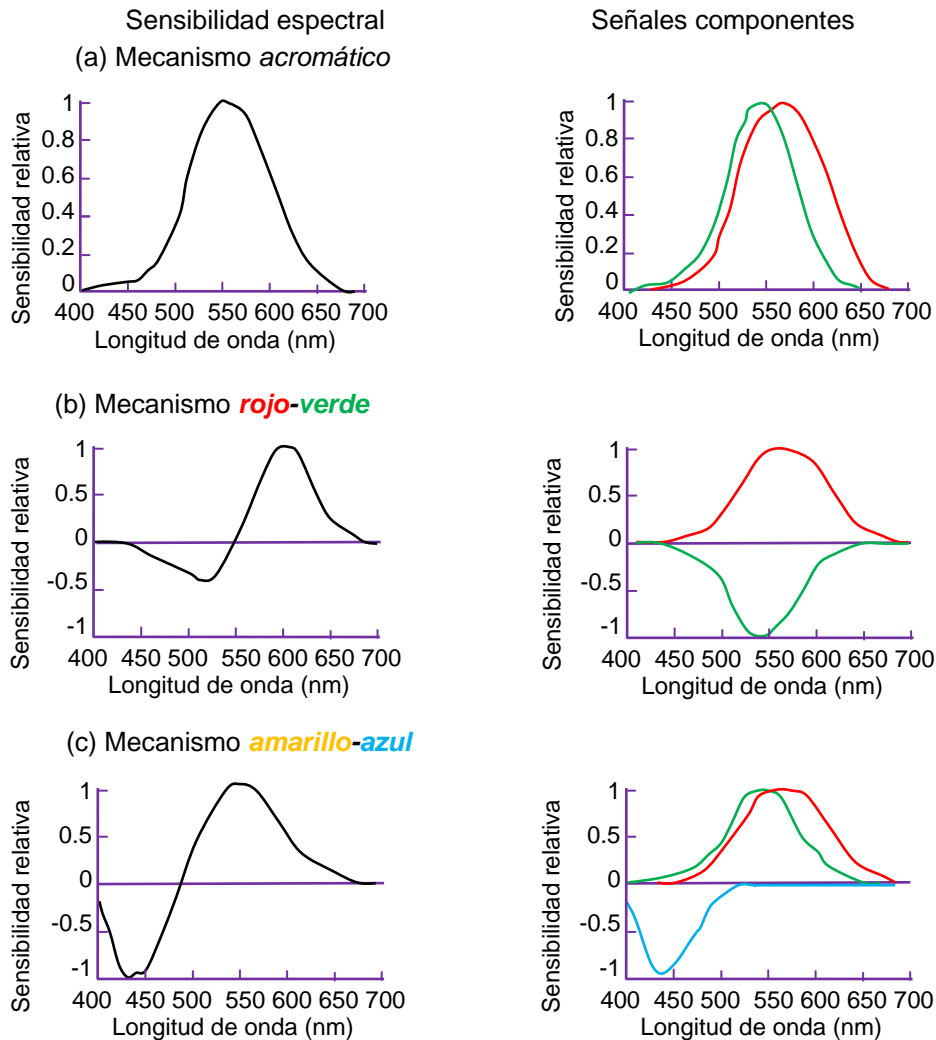 Sensibilidad espectral
Señales componentes
(a) Mecanismo acromático
Sensibilidad relativa
1
0.8
0.6
0.4
0.2
0
400 450 500 550 600 650 700
Longitud de onda (nm)
Sensibilidad relativa
1
0.8
0.6
0.4
0.2
0
400 450 500 550 600 650 700
Longitud de onda (nm)
(b) Mecanismo rojo-verde
Sensibilidad relativa
1
0.5
0
-0.5
-1
400 450 500 550 600 650 700
Longitud de onda (nm)
Sensibilidad relativa
1
0.5
0
-0.5
-1
400 450 500 550 600 650 700
Longitud de onda (nm)
(c) Mecanismo amarillo-azul
Sensibilidad relativa
1
0.5
0
-0.5
-1
400 450 500 550 600 650 700
Longitud de onda (nm)
Sensibilidad relativa
1
0.5
0
-0.5
-1
400 450 500 550 600 650 700
Longitud de onda (nm)